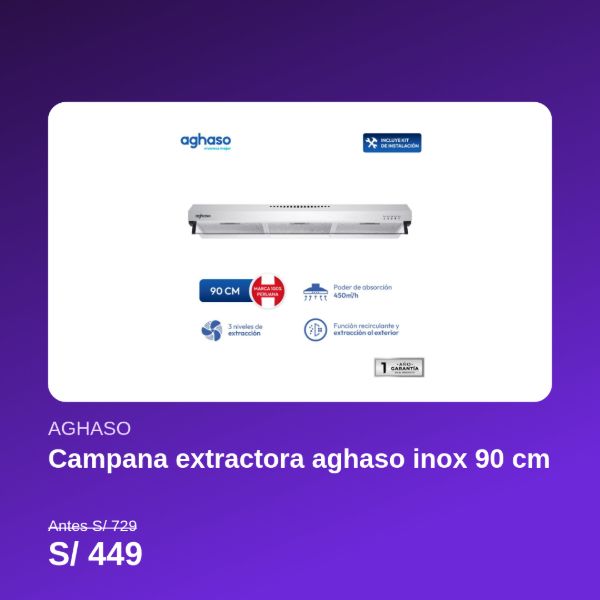 aghaso
INCLUYE KIT
DE INSTALACIÓN
aghaso
90 CM
MARCA 100%
PERUANA
Poder de absorción
450m³/h
3 niveles de
extracción
Función recirculante y
extracción al exterior
1
AÑO
GARANTÍA
AGHASO
Campana extractora aghaso inox 90 cm
Antes S/ 729
S/ 449